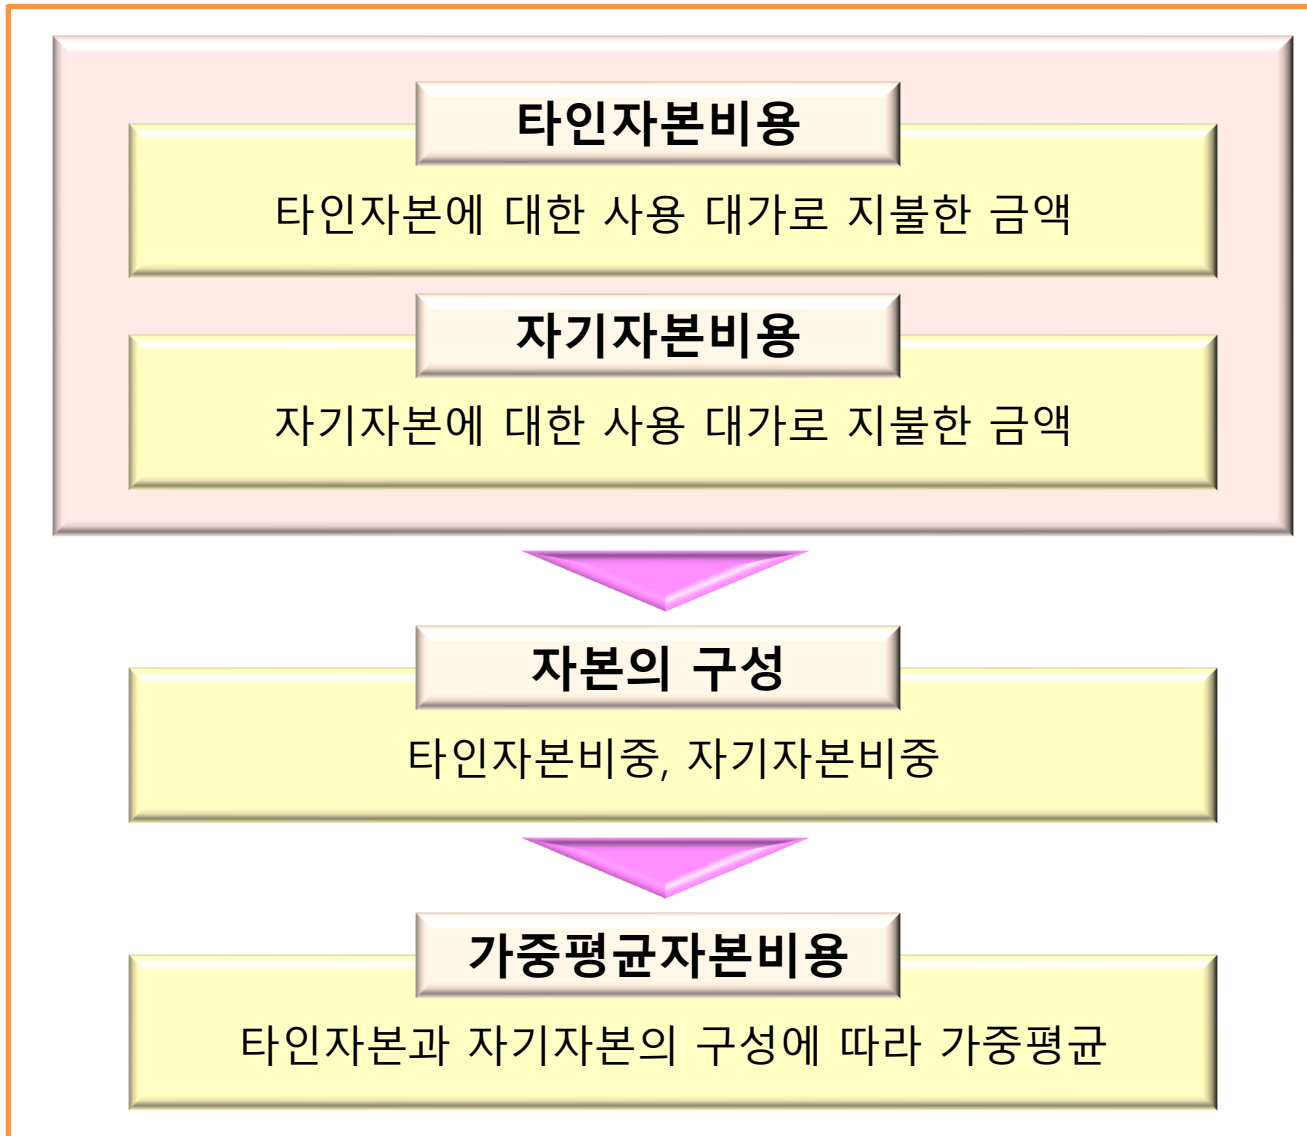 타인자본비용
타인자본에 대한 사용 대가로 지불한 금액
자기자본비용
자기자본에 대한 사용 대가로 지불한 금액
자본의 구성
타인자본비중, 자기자본비중
가중평균자본비용
타인자본과 자기자본의 구성에 따라 가중평균